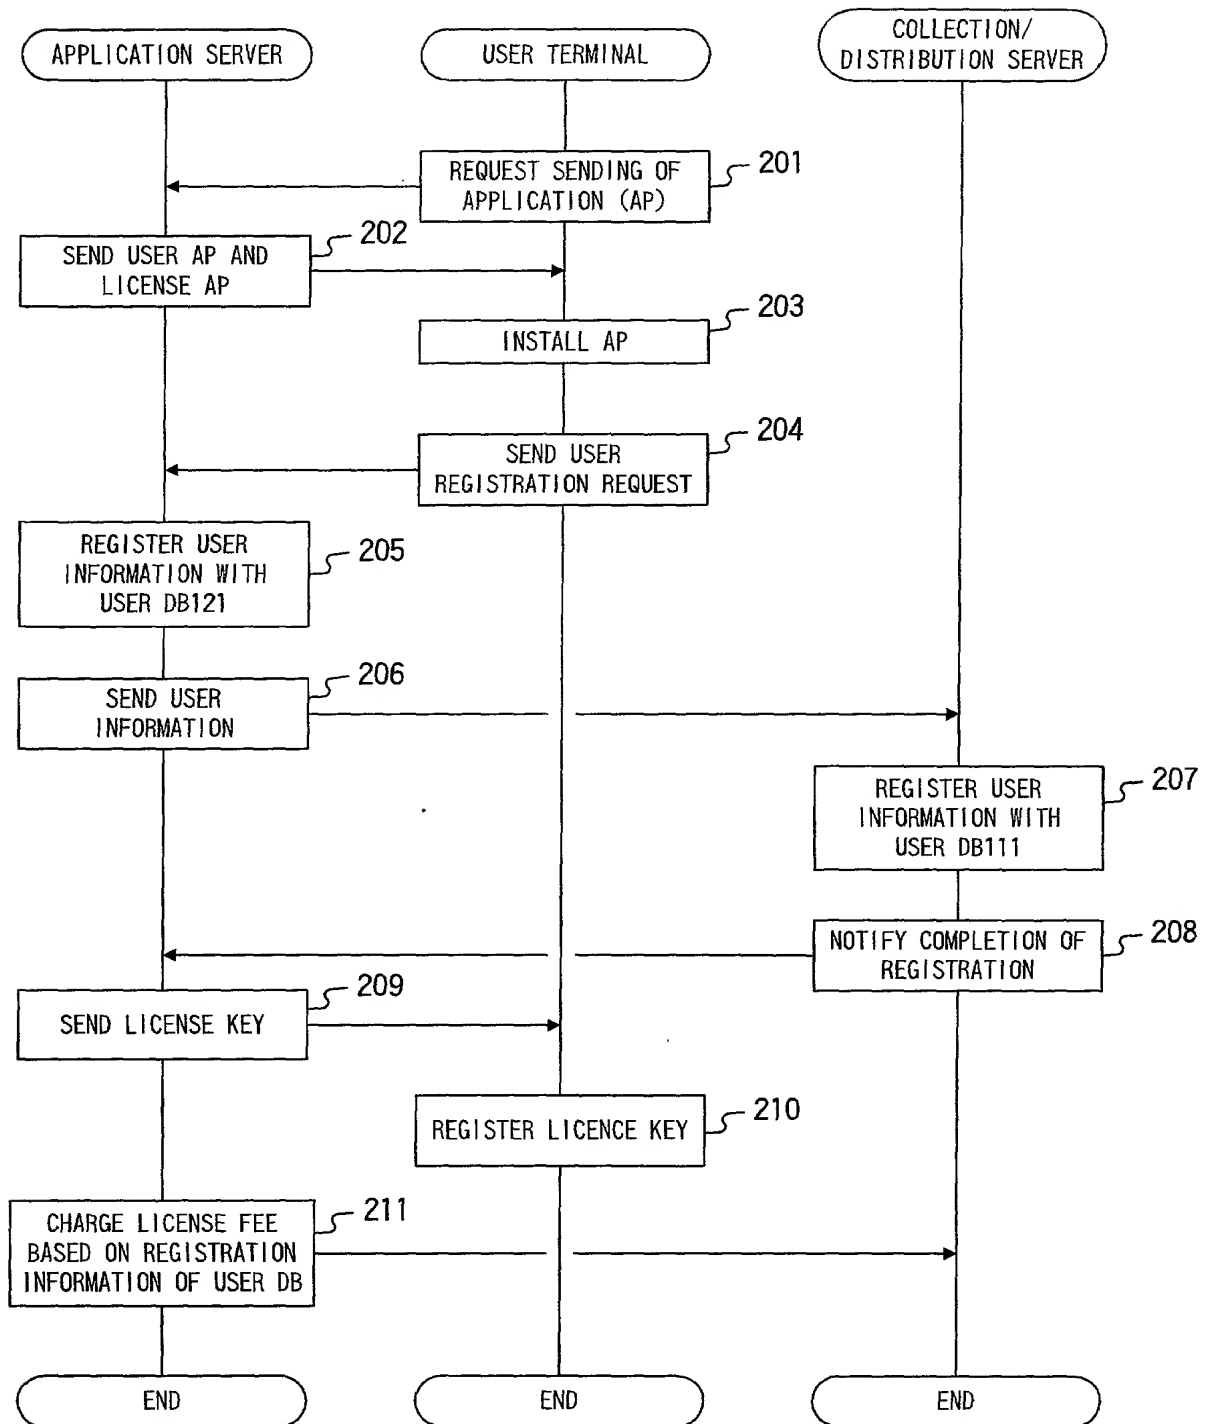 APPLICATION SERVER
USER TERMINAL
COLLECTION/
DISTRIBUTION SERVER
REQUEST SENDING OF
APPLICATION (AP)
201
SEND USER AP AND
LICENSE AP
202
INSTALL AP
203
SEND USER
REGISTRATION REQUEST
204
REGISTER USER
INFORMATION WITH
USER DB121
205
SEND USER
INFORMATION
206
REGISTER USER
INFORMATION WITH
USER DB111
207
NOTIFY COMPLETION OF
REGISTRATION
208
SEND LICENSE KEY
209
REGISTER LICENCE KEY
210
CHARGE LICENSE FEE
BASED ON REGISTRATION
INFORMATION OF USER DB
211
END
END
END